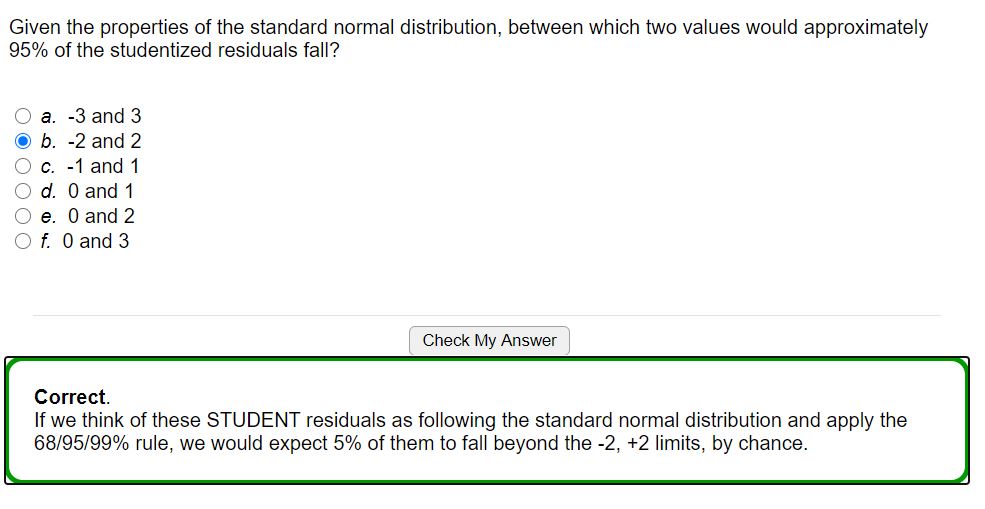 Given the properties of the standard normal distribution, between which two values would approximately
95% of the studentized residuals fall?
a. -3 and 3
b. -2 and 2
c. -1 and 1
d. 0 and 1
e. 0 and 2
f. 0 and 3
Check My Answer
Correct.
If we think of these STUDENT residuals as following the standard normal distribution and apply the
68/95/99% rule, we would expect 5% of them to fall beyond the -2, +2 limits, by chance.